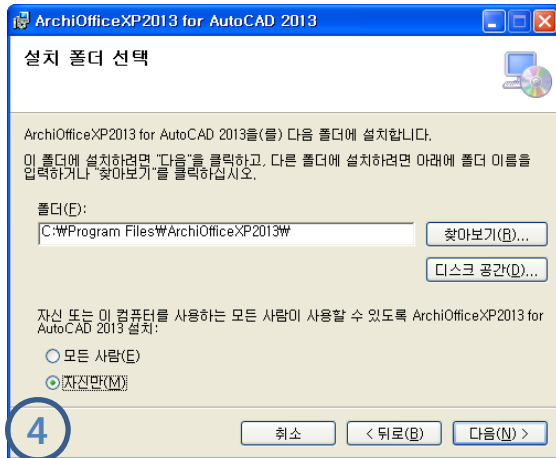 ArchiOfficeXP2013 for AutoCAD 2013
설치 폴더 선택
ArchiOfficeXP2013 for AutoCAD 2013을(를) 다음 폴더에 설치합니다.
이 폴더에 설치하려면 "다음"을 클릭하고, 다른 폴더에 설치하려면 아래에 폴더 이름을
입력하거나 "찾아보기"를 클릭하십시오.
폴더(F):
C:₩Program Files₩ArchiOfficeXP2013₩
찾아보기(R)...
디스크 공간(D)...
자신 또는 이 컴퓨터를 사용하는 모든 사람이 사용할 수 있도록 ArchiOfficeXP2013 for
AutoCAD 2013 설치:
모든 사람(E)
자신만(M)
4
취소
< 뒤로(B)
다음(N) >